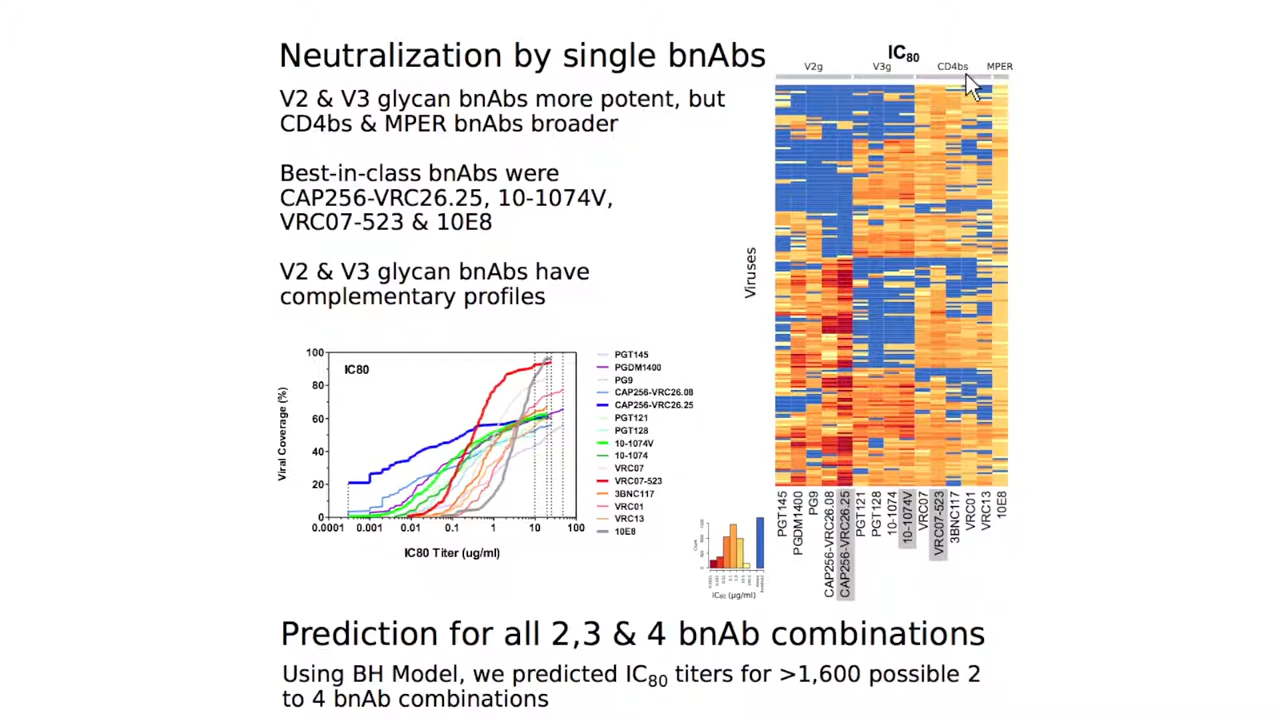 Neutralization by single bnAbs
V2 & V3 glycan bnAbs more potent, but
CD4bs & MPER bnAbs broader
Best-in-class bnAbs were
CAP256-VRC26.25, 10-1074V,
VRC07-523 & 10E8
V2 & V3 glycan bnAbs have
complementary profiles
IC80
V2g V3g CD4bs MPER
Viruses
PGT145
PGDM1400
PG9
CAP256-VRC26.08
CAP256-VRC26.25
PGT121
PGT128
10-1074
10-1074V
VRC07
VRC07-523
3BNC117
VRC01
VRC13
10E8
IC80
Viral Coverage (%)
100
80
60
40
20
0
0.0001 0.001 0.01 0.1 1 10 100
IC80 Titer (ug/ml)
PGT145
PGDM1400
PG9
CAP256-VRC26.08
CAP256-VRC26.25
PGT121
PGT128
10-1074V
10-1074
VRC07
VRC07-523
3BNC117
VRC01
VRC13
10E8
Count
IC80 (μg/ml)
Prediction for all 2,3 & 4 bnAb combinations
Using BH Model, we predicted IC80 titers for >1,600 possible 2
to 4 bnAb combinations